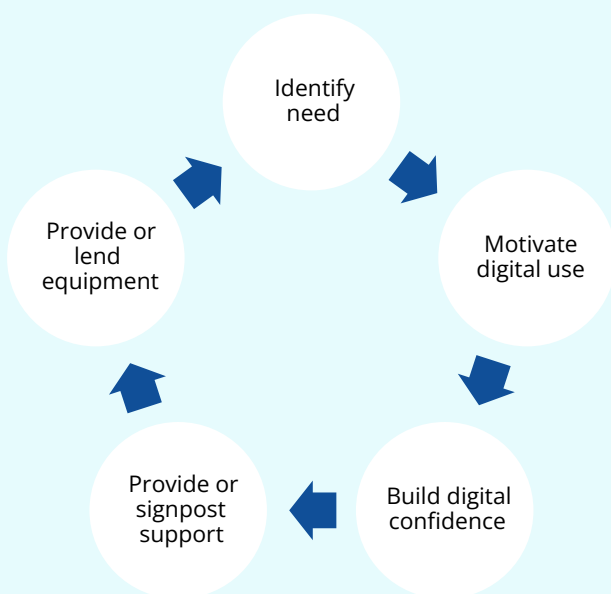 Identify
need
Motivate
digital use
Build digital
confidence
Provide or
signpost
support
Provide or
lend
equipment